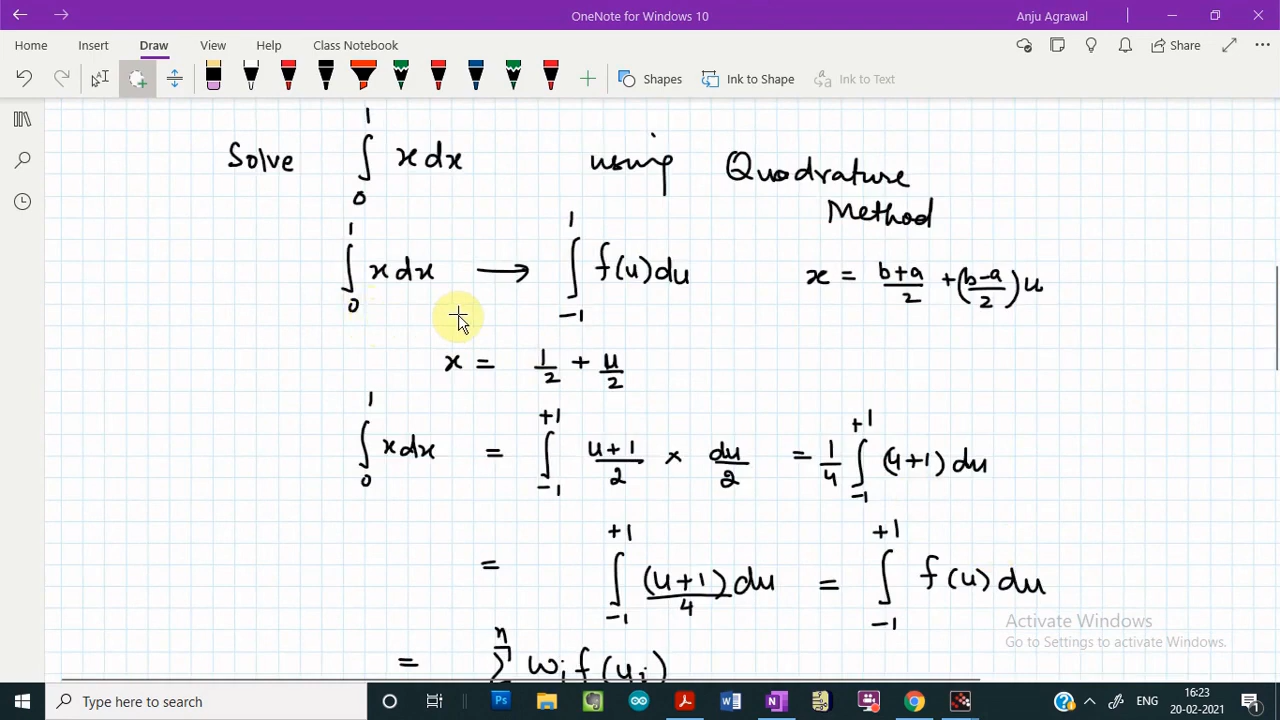 OneNote for Windows 10
Anju Agrawal
Home Insert Draw View Help Class Notebook Share
Shapes Ink to Shape Ink to Text
Solve ∫₀¹ x dx using Quadrature
Method
∫₀¹ x dx → ∫₋₁¹ f(u) du x = (b+a)/2 + ((b-a)/2) u
x = 1/2 + u/2
∫₀¹ x dx = ∫₋₁⁺¹ (u+1)/2 × du/2 = 1/4 ∫₋₁⁺¹ (u+1) du
= ∫₋₁⁺¹ (u+1)/4 du = ∫₋₁⁺¹ f(u) du
= Σⁿ wᵢ f(uᵢ)
Activate Windows
Go to Settings to activate Windows.
Type here to search
ENG
16:23
20-02-2021